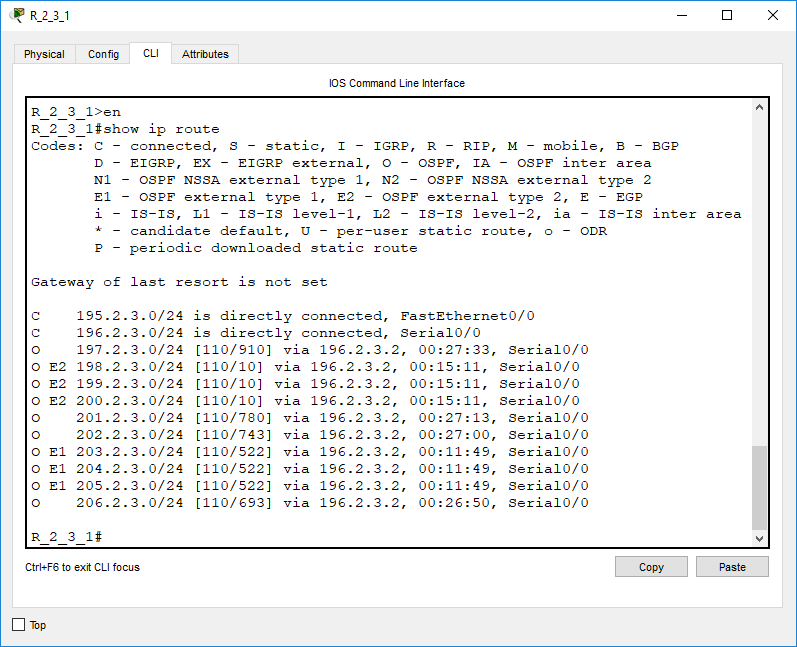 R_2_3_1
Physical Config CLI Attributes
IOS Command Line Interface
R_2_3_1>en
R_2_3_1#show ip route
Codes: C - connected, S - static, I - IGRP, R - RIP, M - mobile, B - BGP
       D - EIGRP, EX - EIGRP external, O - OSPF, IA - OSPF inter area
       N1 - OSPF NSSA external type 1, N2 - OSPF NSSA external type 2
       E1 - OSPF external type 1, E2 - OSPF external type 2, E - EGP
       i - IS-IS, L1 - IS-IS level-1, L2 - IS-IS level-2, ia - IS-IS inter area
       * - candidate default, U - per-user static route, o - ODR
       P - periodic downloaded static route
Gateway of last resort is not set
C    195.2.3.0/24 is directly connected, FastEthernet0/0
C    196.2.3.0/24 is directly connected, Serial0/0
O    197.2.3.0/24 [110/910] via 196.2.3.2, 00:27:33, Serial0/0
O E2 198.2.3.0/24 [110/10] via 196.2.3.2, 00:15:11, Serial0/0
O E2 199.2.3.0/24 [110/10] via 196.2.3.2, 00:15:11, Serial0/0
O E2 200.2.3.0/24 [110/10] via 196.2.3.2, 00:15:11, Serial0/0
O    201.2.3.0/24 [110/780] via 196.2.3.2, 00:27:13, Serial0/0
O    202.2.3.0/24 [110/743] via 196.2.3.2, 00:27:00, Serial0/0
O E1 203.2.3.0/24 [110/522] via 196.2.3.2, 00:11:49, Serial0/0
O E1 204.2.3.0/24 [110/522] via 196.2.3.2, 00:11:49, Serial0/0
O E1 205.2.3.0/24 [110/522] via 196.2.3.2, 00:11:49, Serial0/0
O    206.2.3.0/24 [110/693] via 196.2.3.2, 00:26:50, Serial0/0
R_2_3_1#
Ctrl+F6 to exit CLI focus Copy Paste
Top